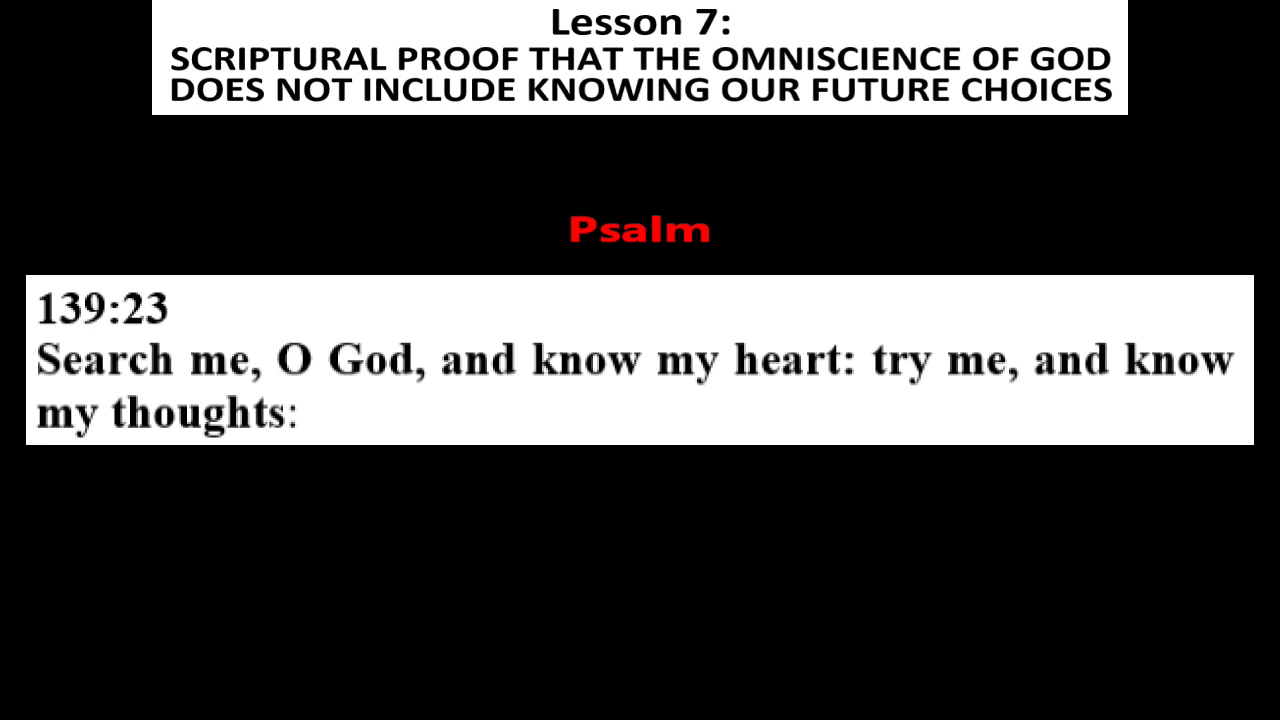 Lesson 7:
SCRIPTURAL PROOF THAT THE OMNISCIENCE OF GOD
DOES NOT INCLUDE KNOWING OUR FUTURE CHOICES
Psalm
139:23
Search me, O God, and know my heart: try me, and know
my thoughts: